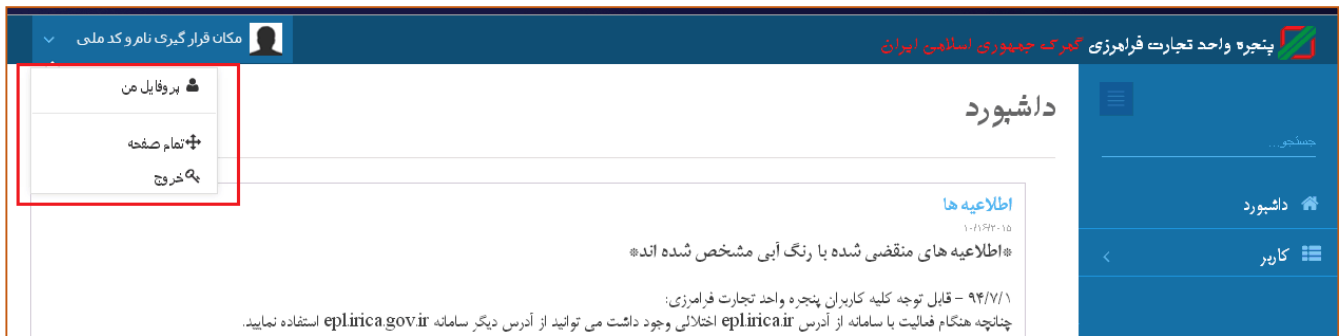 پنجره واحد تجارت فرامرزی گمرک جمهوری اسلامی ایران
مکان قرار گیری نام و کد ملی
پروفایل من
تمام صفحه
خروج
جستجو...
داشبورد
کاربر
داشبورد
اطلاعیه ها
۱۰/۱۶/۲۰۱۵
*اطلاعیه های منقضی شده با رنگ آبی مشخص شده اند*
۹۴/۷/۱ – قابل توجه کلیه کاربران پنجره واحد تجارت فرامرزی:
چنانچه هنگام فعالیت با سامانه از آدرس epl.irica.ir اختلالی وجود داشت می توانید از آدرس دیگر سامانه epl.irica.gov.ir استفاده نمایید.